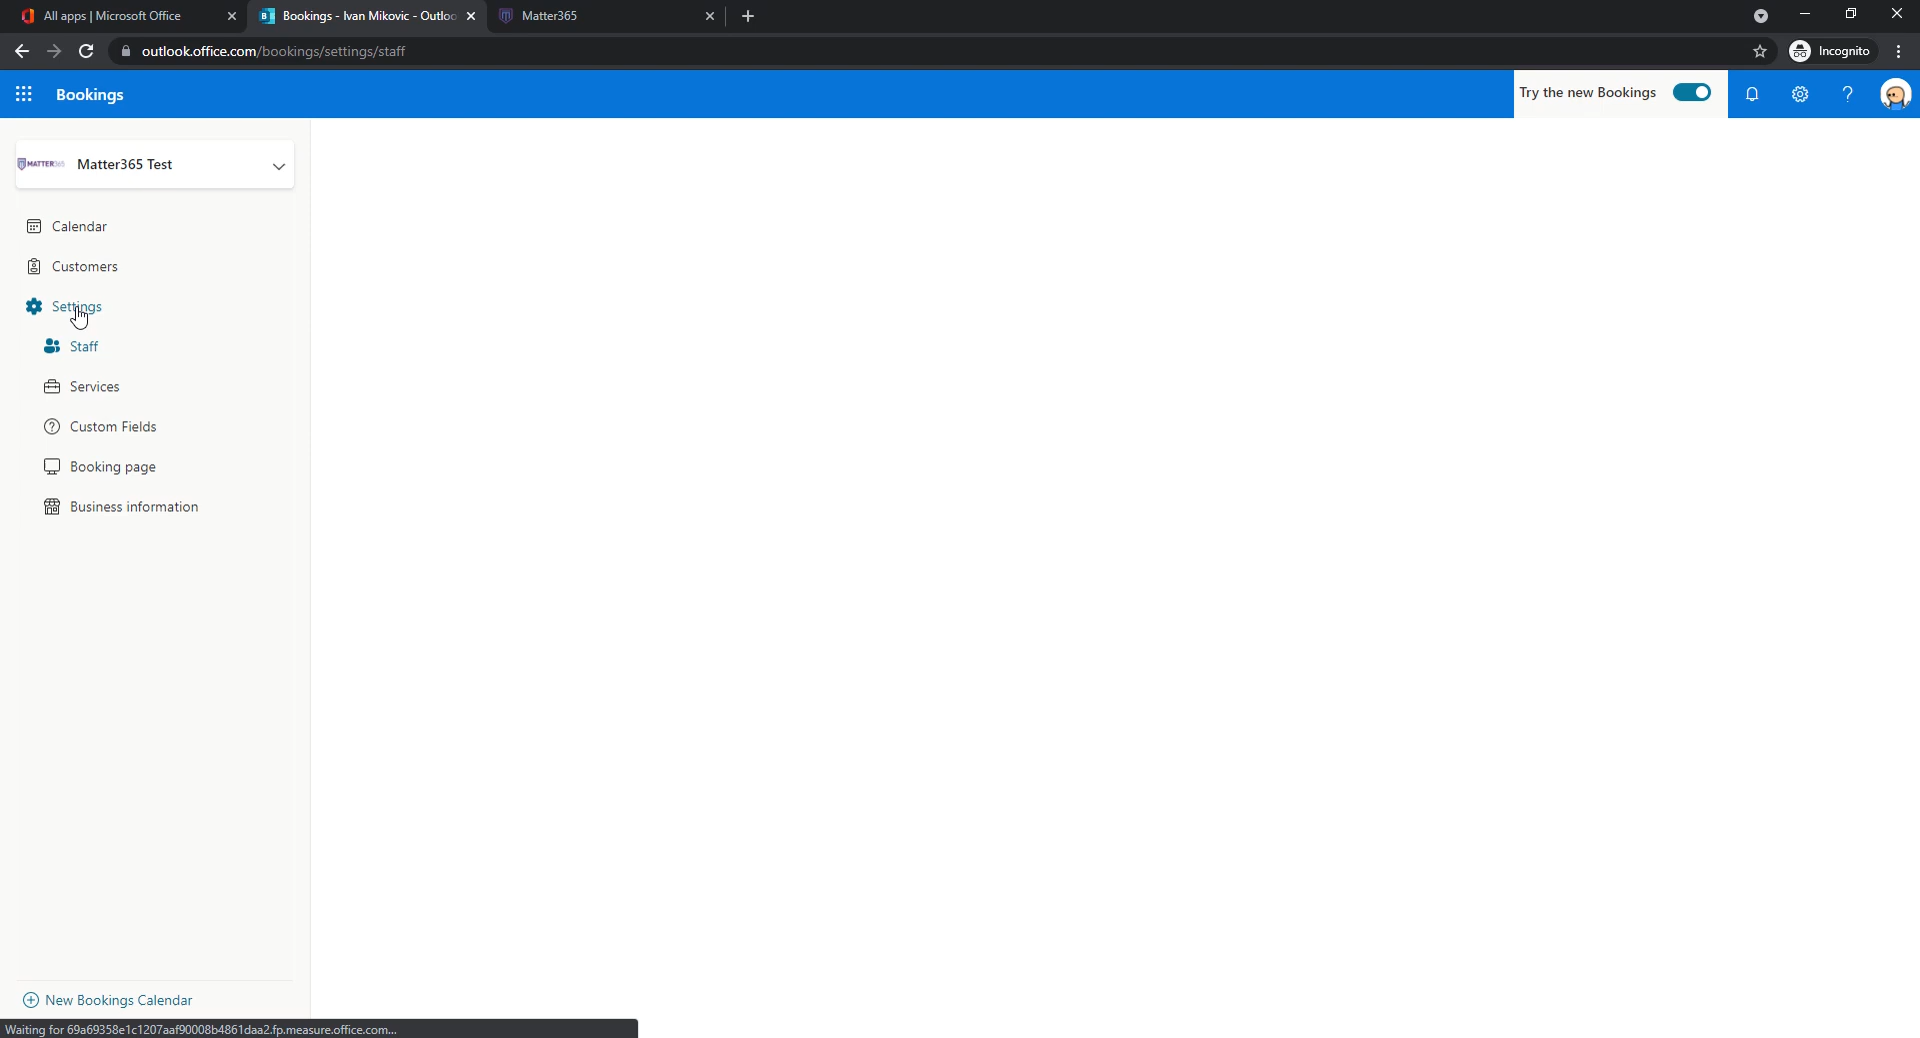 All apps | Microsoft Office
Bookings - Ivan Mikovic - Outlo
Matter365
outlook.office.com/bookings/settings/staff
Incognito
Bookings
Try the new Bookings
MATTER365
Matter365 Test
Calendar
Customers
Settings
Staff
Services
Custom Fields
Booking page
Business information
New Bookings Calendar
Waiting for 69a69358e1c1207aaf90008b4861daa2.fp.measure.office.com...